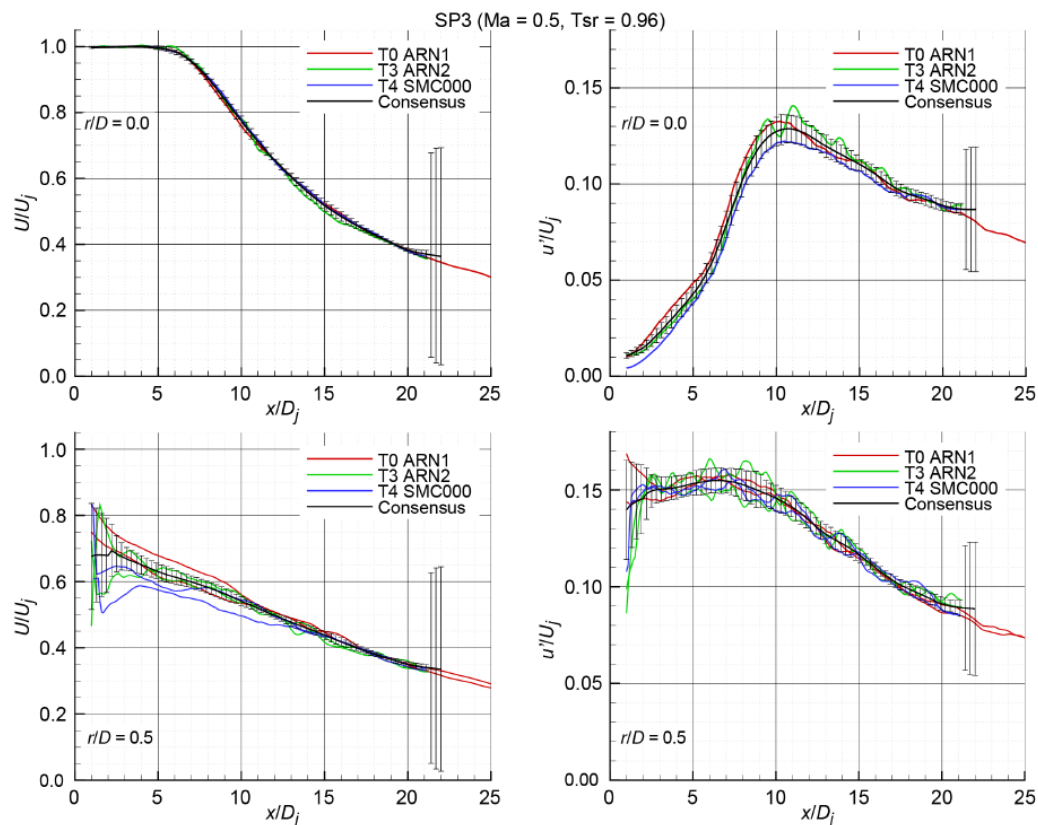 SP3 (Ma = 0.5, Tsr = 0.96)
1.0
0.8
0.6
0.4
0.2
0.0
U/Uj
T0 ARN1
T3 ARN2
T4 SMC000
Consensus
r/D = 0.0
0
5
10
15
20
25
x/Dj
0.15
0.10
0.05
0.00
u'/Uj
T0 ARN1
T3 ARN2
T4 SMC000
Consensus
r/D = 0.0
0
5
10
15
20
25
x/Dj
1.0
0.8
0.6
0.4
0.2
0.0
U/Uj
T0 ARN1
T3 ARN2
T4 SMC000
Consensus
r/D = 0.5
0
5
10
15
20
25
x/Dj
0.15
0.10
0.05
0.00
u'/Uj
T0 ARN1
T3 ARN2
T4 SMC000
Consensus
r/D = 0.5
0
5
10
15
20
25
x/Dj